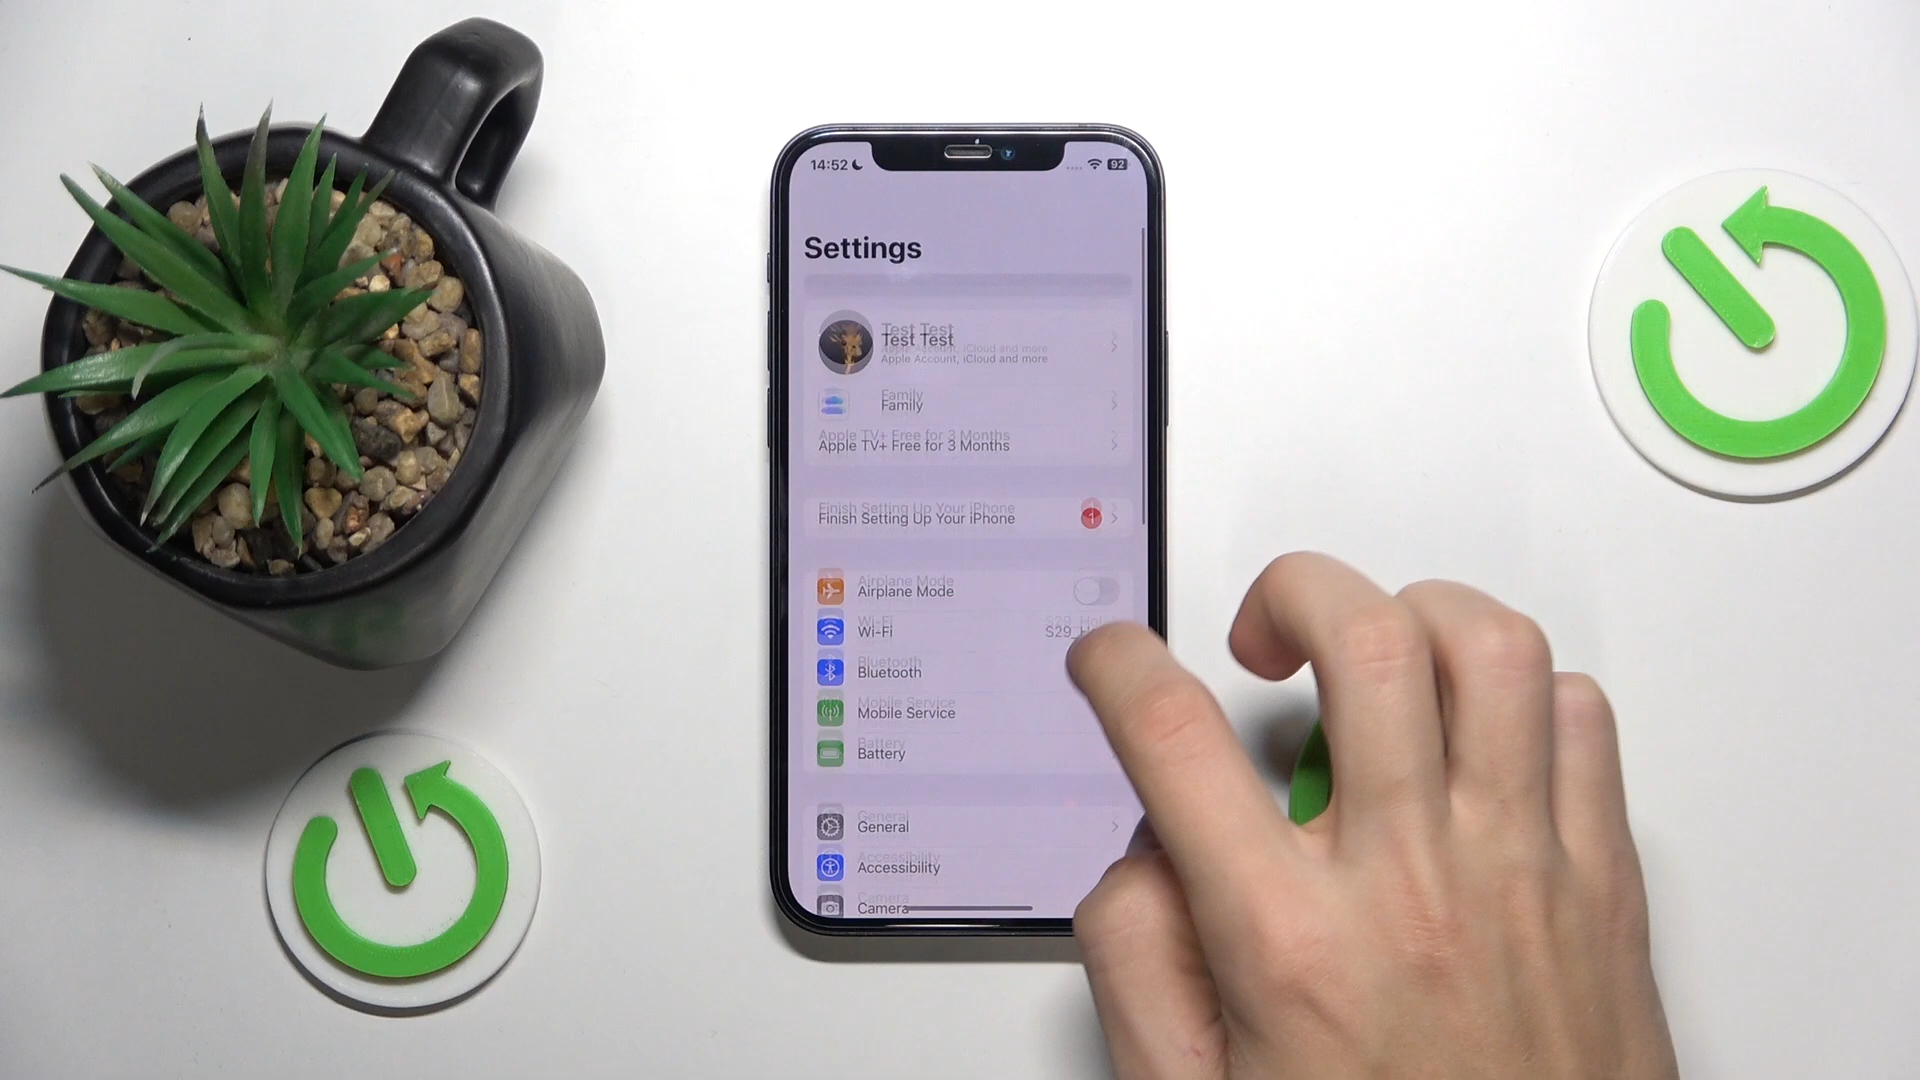 14:52
92
Settings
Test Test
Apple Account, iCloud and more
Family
Apple TV+ Free for 3 Months
Finish Setting Up Your iPhone
1
Airplane Mode
Wi-Fi
Bluetooth
Mobile Service
Battery
General
Accessibility
Camera